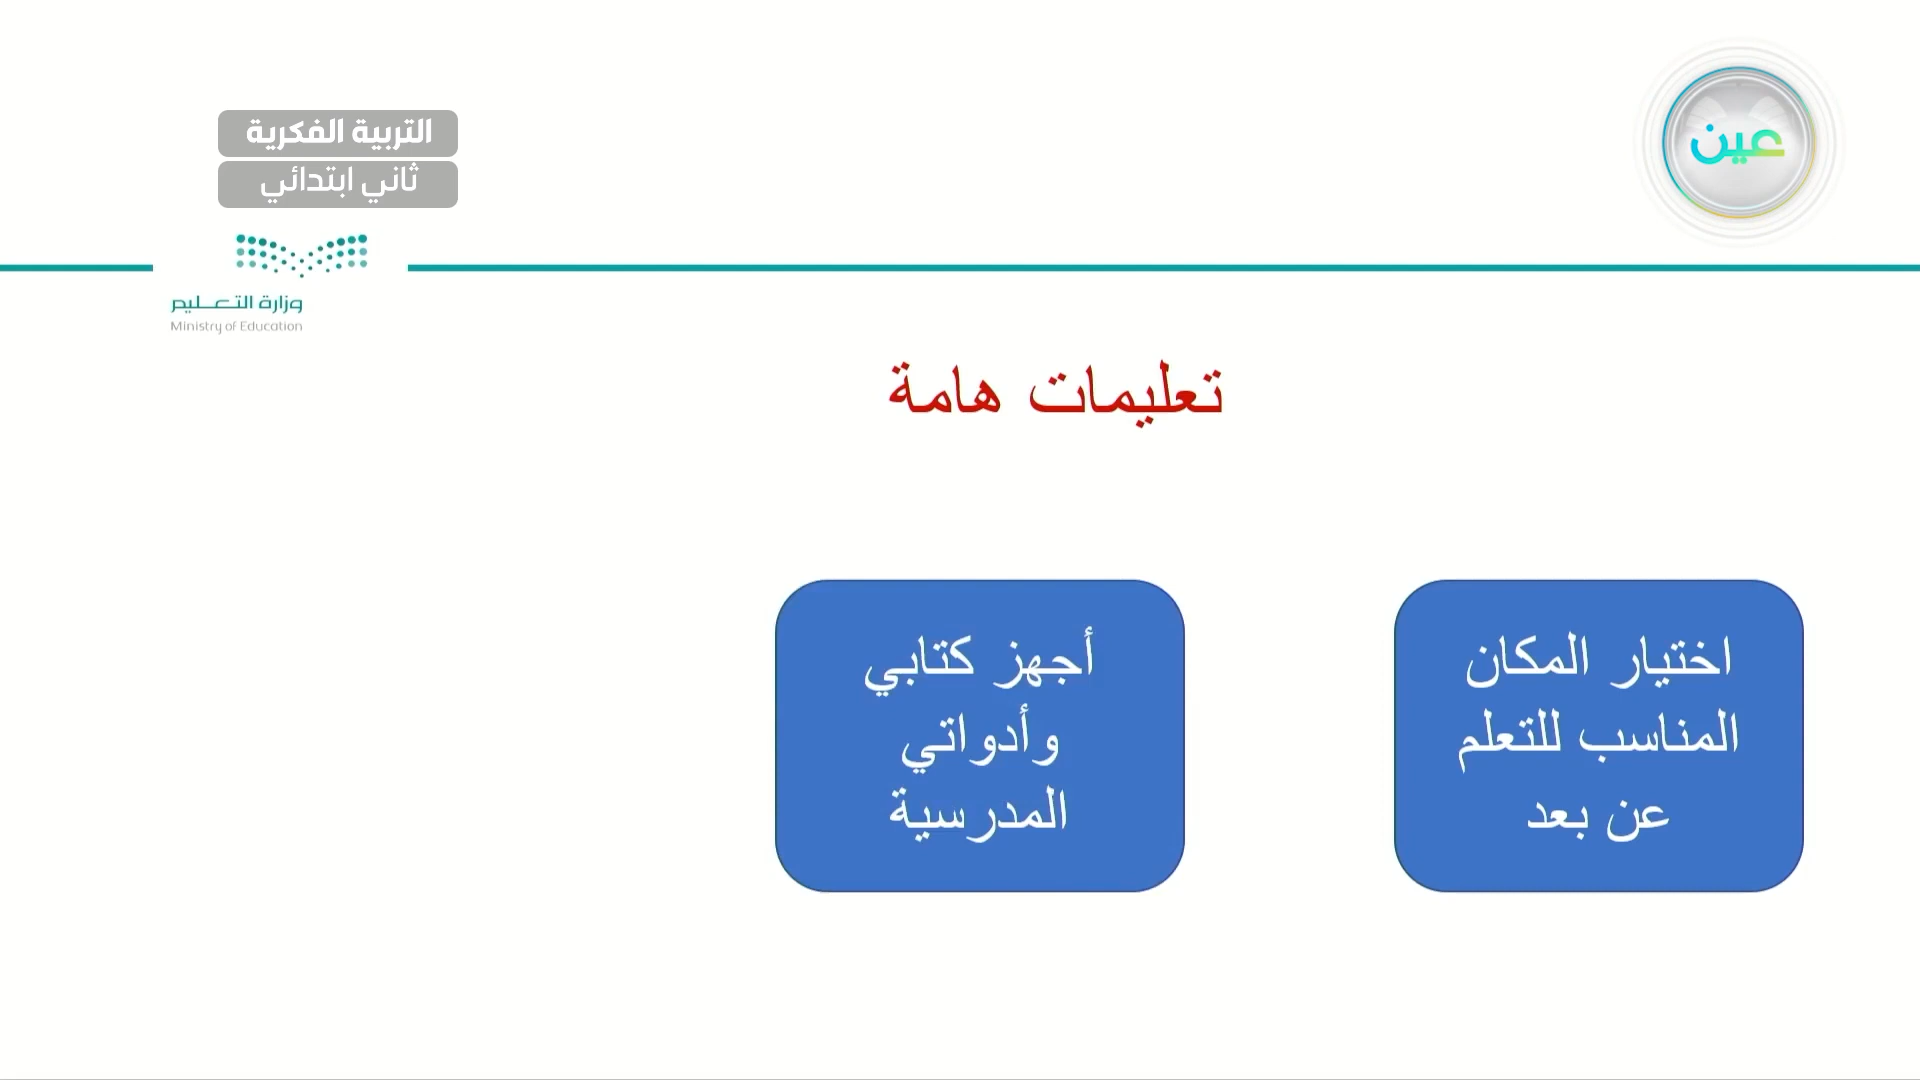 عين
التربية الفكرية
ثاني ابتدائي
وزارة التعليم
Ministry of Education
تعليمات هامة
اختيار المكان
المناسب للتعلم
عن بعد
أجهز كتابي
وأدواتي
المدرسية